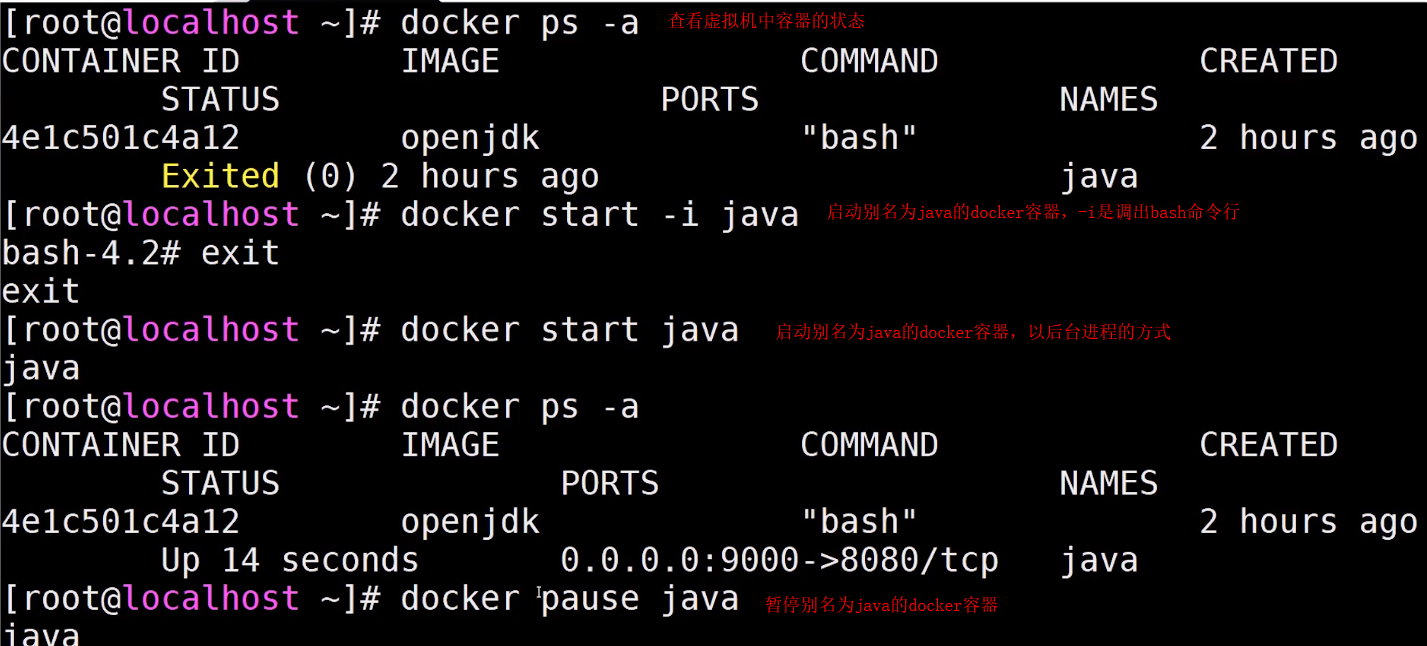 [root@localhost ~]# docker ps -a 查看虚拟机中容器的状态
CONTAINER ID IMAGE COMMAND CREATED
STATUS PORTS NAMES
4e1c501c4a12 openjdk "bash" 2 hours ago
Exited (0) 2 hours ago java
[root@localhost ~]# docker start -i java 启动别名为java的docker容器，-i是调出bash命令行
bash-4.2# exit
exit
[root@localhost ~]# docker start java 启动别名为java的docker容器，以后台进程的方式
java
[root@localhost ~]# docker ps -a
CONTAINER ID IMAGE COMMAND CREATED
STATUS PORTS NAMES
4e1c501c4a12 openjdk "bash" 2 hours ago
Up 14 seconds 0.0.0.0:9000->8080/tcp java
[root@localhost ~]# docker pause java 暂停别名为java的docker容器
java